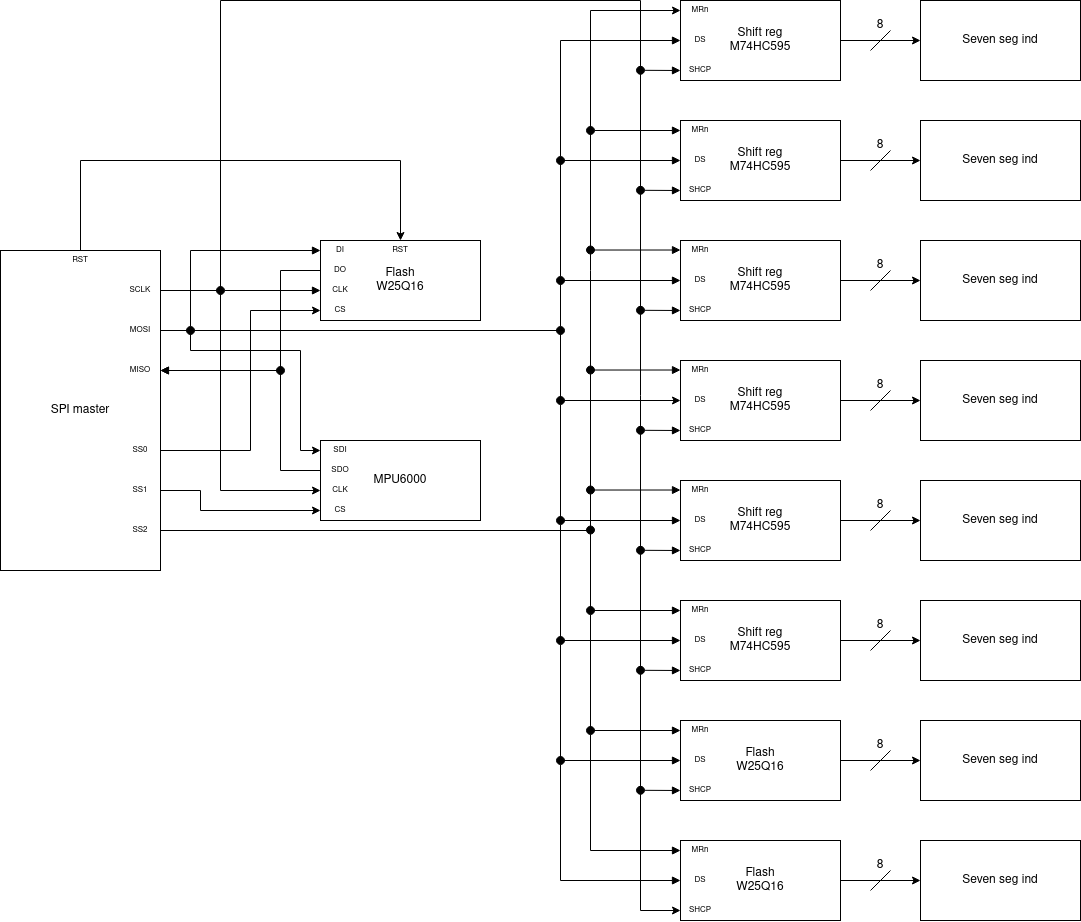 MRn
DS
SHCP
Shift reg
M74HC595
8
Seven seg ind
MRn
DS
SHCP
Shift reg
M74HC595
8
Seven seg ind
RST
SCLK
MOSI
MISO
SPI master
SS0
SS1
SS2
DI
DO
CLK
CS
RST
Flash
W25Q16
SDI
SDO
CLK
CS
MPU6000
MRn
DS
SHCP
Shift reg
M74HC595
8
Seven seg ind
MRn
DS
SHCP
Shift reg
M74HC595
8
Seven seg ind
MRn
DS
SHCP
Shift reg
M74HC595
8
Seven seg ind
MRn
DS
SHCP
Shift reg
M74HC595
8
Seven seg ind
MRn
DS
SHCP
Flash
W25Q16
8
Seven seg ind
MRn
DS
SHCP
Flash
W25Q16
8
Seven seg ind